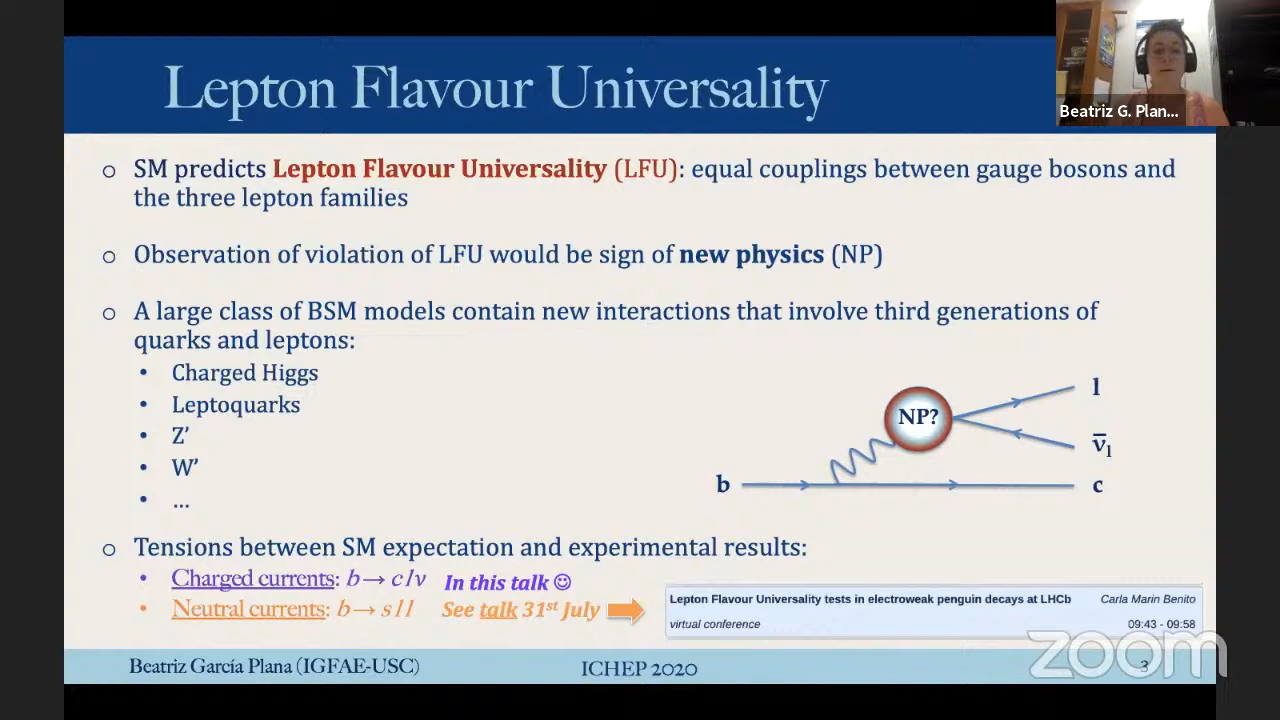 Lepton Flavour Universality
Beatriz G. Plan...
o SM predicts Lepton Flavour Universality (LFU): equal couplings between gauge bosons and
the three lepton families
o Observation of violation of LFU would be sign of new physics (NP)
o A large class of BSM models contain new interactions that involve third generations of
quarks and leptons:
• Charged Higgs
• Leptoquarks
• Z'
• W'
• ...
NP?
l
ν̄l
b
c
o Tensions between SM expectation and experimental results:
• Charged currents: b → c l ν In this talk ☺
• Neutral currents: b → s l l See talk 31st July
Lepton Flavour Universality tests in electroweak penguin decays at LHCb Carla Marin Benito
virtual conference 09:43 - 09:58
Beatriz García Plana (IGFAE-USC) ICHEP 2020 3
zoom